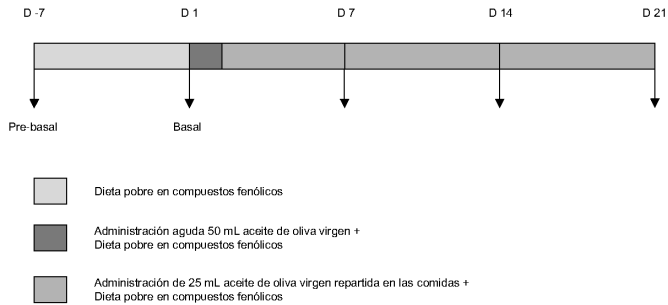 D -7 D 1 D 7 D 14 D 21
Pre-basal Basal
Dieta pobre en compuestos fenólicos
Administración aguda 50 mL aceite de oliva virgen +
Dieta pobre en compuestos fenólicos
Administración de 25 mL aceite de oliva virgen repartida en las comidas +
Dieta pobre en compuestos fenólicos